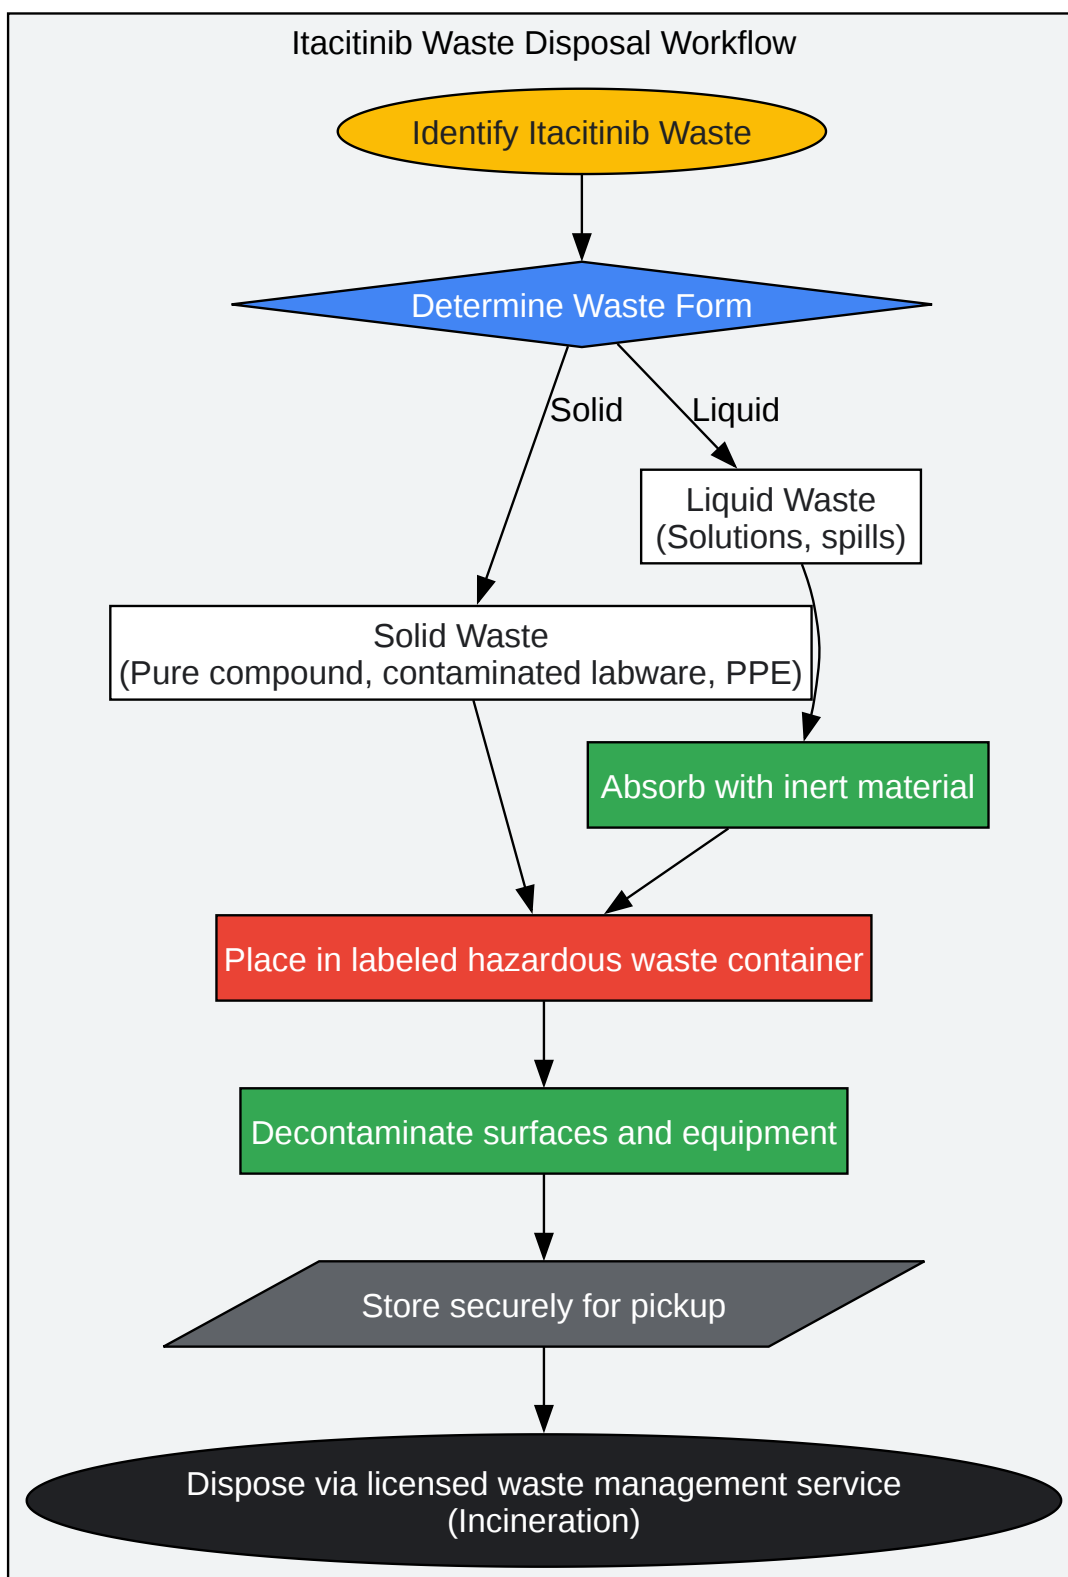 Itacitinib Waste Disposal Workflow
Identify Itacitinib Waste
Determine Waste Form
Solid
Liquid
Liquid Waste
(Solutions, spills)
Solid Waste
(Pure compound, contaminated labware, PPE)
Absorb with inert material
Place in labeled hazardous waste container
Decontaminate surfaces and equipment
Store securely for pickup
Dispose via licensed waste management service
(Incineration)